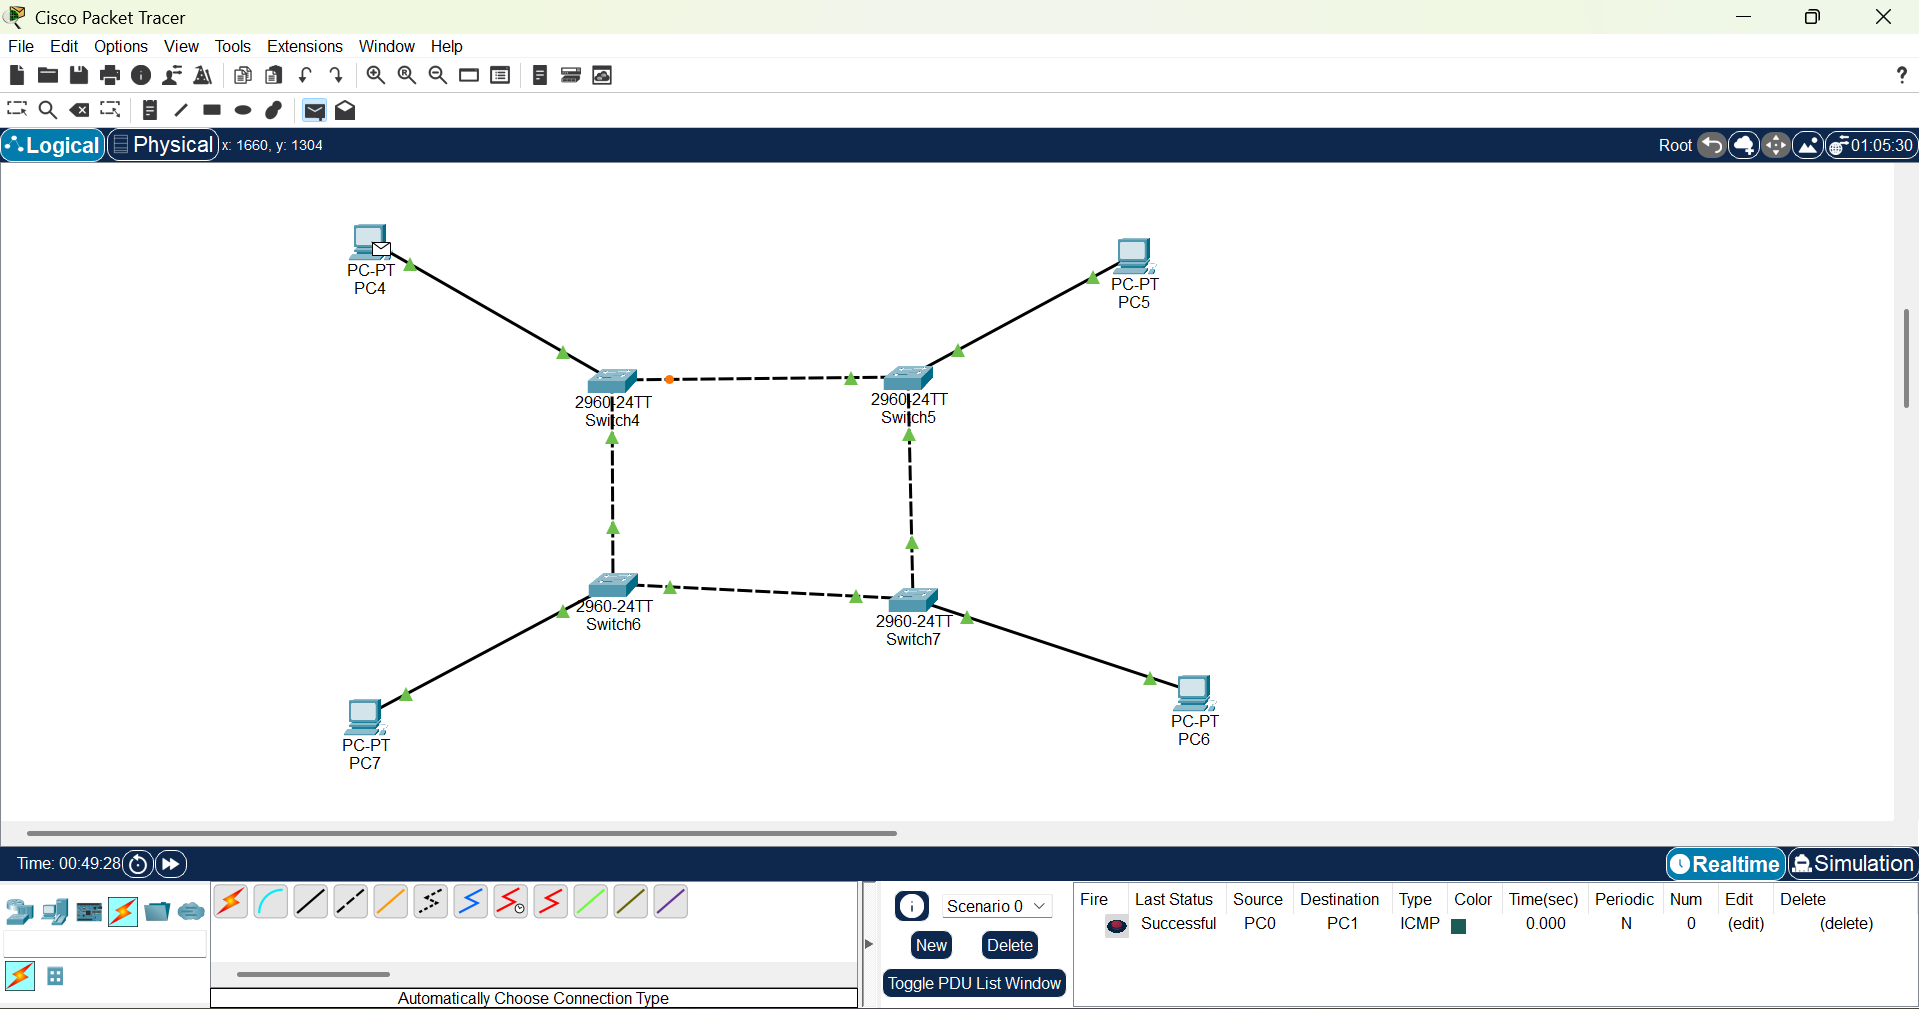 Cisco Packet Tracer
File Edit Options View Tools Extensions Window Help
?
Logical Physical x: 1660, y: 1304 Root 01:05:30
PC-PT
PC4
PC-PT
PC5
2960-24TT
Switch4
2960-24TT
Switch5
2960-24TT
Switch6
2960-24TT
Switch7
PC-PT
PC6
PC-PT
PC7
Time: 00:49:28 Realtime Simulation
Scenario 0
New Delete
Toggle PDU List Window
Automatically Choose Connection Type
Fire Last Status Source Destination Type Color Time(sec) Periodic Num Edit Delete
Successful PC0 PC1 ICMP 0.000 N 0 (edit) (delete)